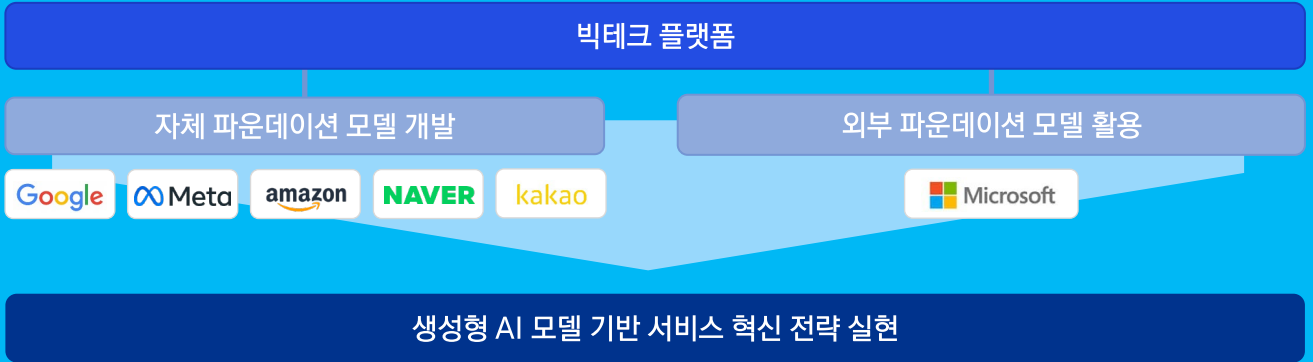 빅테크 플랫폼
자체 파운데이션 모델 개발
외부 파운데이션 모델 활용
Google
Meta
amazon
NAVER
kakao
Microsoft
생성형 AI 모델 기반 서비스 혁신 전략 실현